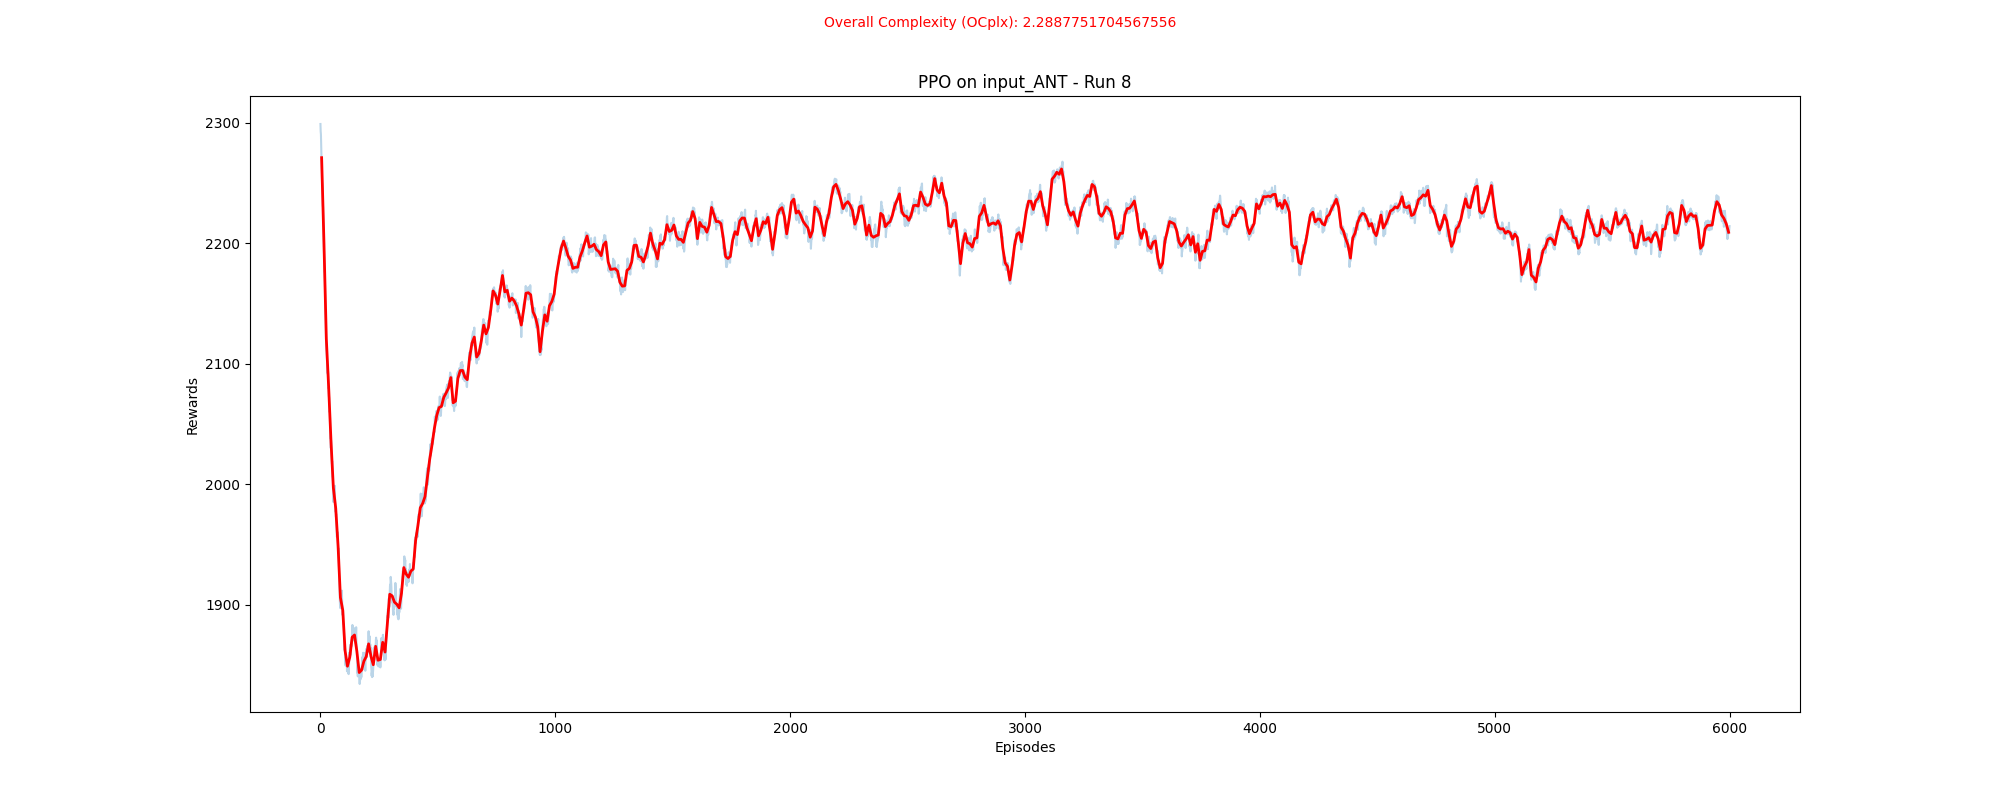 Overall Complexity (OCplx): 2.2887751704567556
PPO on input_ANT - Run 8
2300
2200
2100
2000
1900
Rewards
0 1000 2000 3000 4000 5000 6000
Episodes